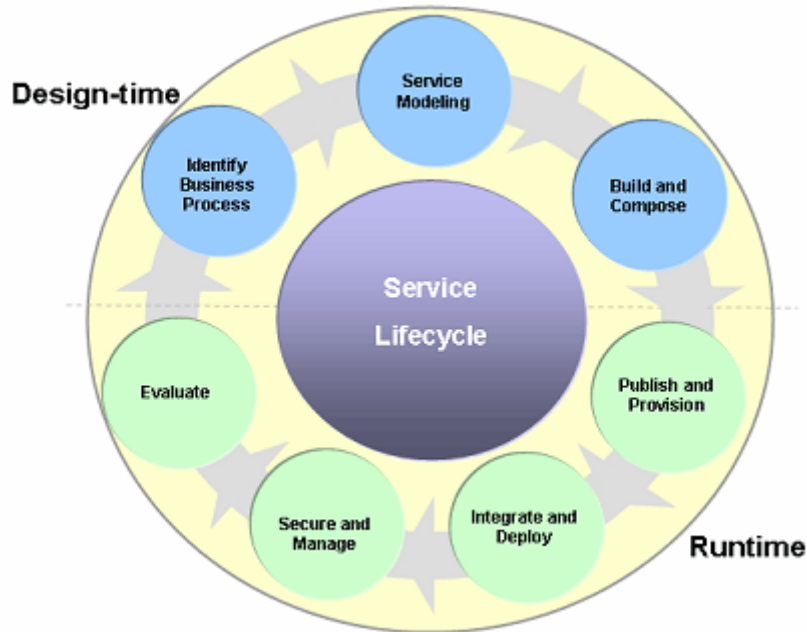 Design-time
Service
Modeling
Identify
Business
Process
Build and
Compose
Service
Lifecycle
Evaluate
Publish and
Provision
Secure and
Manage
Integrate and
Deploy
Runtime